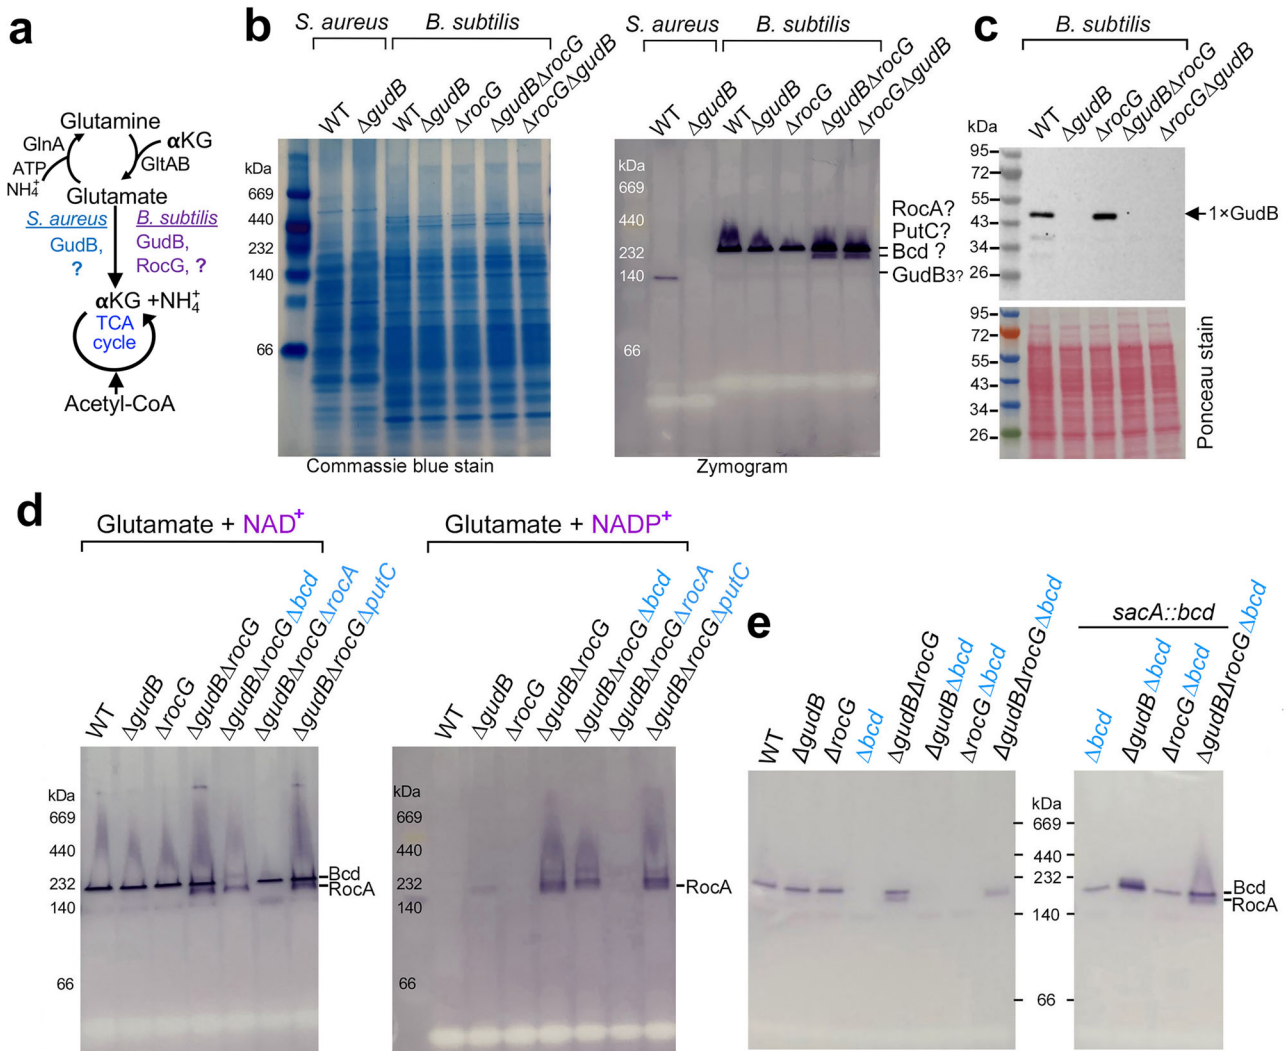 a
Glutamine
GlnA
αKG
ATP
GltAB
NH4+
Glutamate
S. aureus
B. subtilis
GudB,
GudB,
?
RocG, ?
αKG +NH4+
TCA
cycle
Acetyl-CoA
b
S. aureus
B. subtilis
WT
ΔgudB
WT
ΔgudB
ΔrocG
ΔgudBΔrocG
ΔrocGΔgudB
kDa
669
440
232
140
66
Commassie blue stain
S. aureus
B. subtilis
WT
ΔgudB
WT
ΔgudB
ΔrocG
ΔgudBΔrocG
ΔrocGΔgudB
kDa
669
440
232
140
66
RocA?
PutC?
Bcd ?
GudB3?
Zymogram
c
B. subtilis
WT
ΔgudB
ΔrocG
ΔgudBΔrocG
ΔrocGΔgudB
kDa
95
72
55
43
34
26
1×GudB
95
72
55
43
34
26
Ponceau stain
d
Glutamate + NAD+
WT
ΔgudB
ΔrocG
ΔgudBΔrocG
ΔgudBΔrocGΔbcd
ΔgudBΔrocGΔrocA
ΔgudBΔrocGΔputC
kDa
669
440
232
140
66
Bcd
RocA
Glutamate + NADP+
WT
ΔgudB
ΔrocG
ΔgudBΔrocG
ΔgudBΔrocGΔbcd
ΔgudBΔrocGΔrocA
ΔgudBΔrocGΔputC
kDa
669
440
232
140
66
RocA
e
WT
ΔgudB
ΔrocG
Δbcd
ΔgudBΔrocG
ΔgudBΔbcd
ΔrocGΔbcd
ΔgudBΔrocGΔbcd
kDa
669
440
232
140
66
sacA::bcd
Δbcd
ΔgudBΔbcd
ΔrocGΔbcd
ΔgudBΔrocGΔbcd
Bcd
RocA